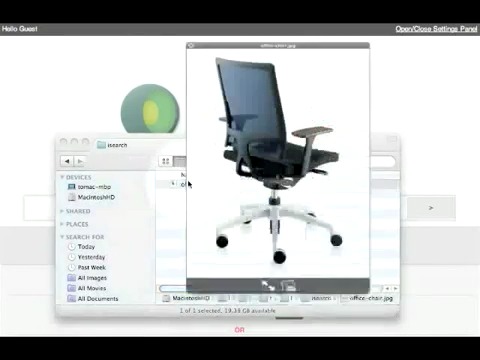 Hello Guest
Open/Close Settings Panel
office-chair.jpg
isearch
DEVICES
tomac-mbp
MacintoshHD
SHARED
PLACES
SEARCH FOR
Today
Yesterday
Past Week
All Images
All Movies
All Documents
>
MacintoshHD
isearch
office-chair.jpg
1 of 1 selected, 19.38 GB available
OR